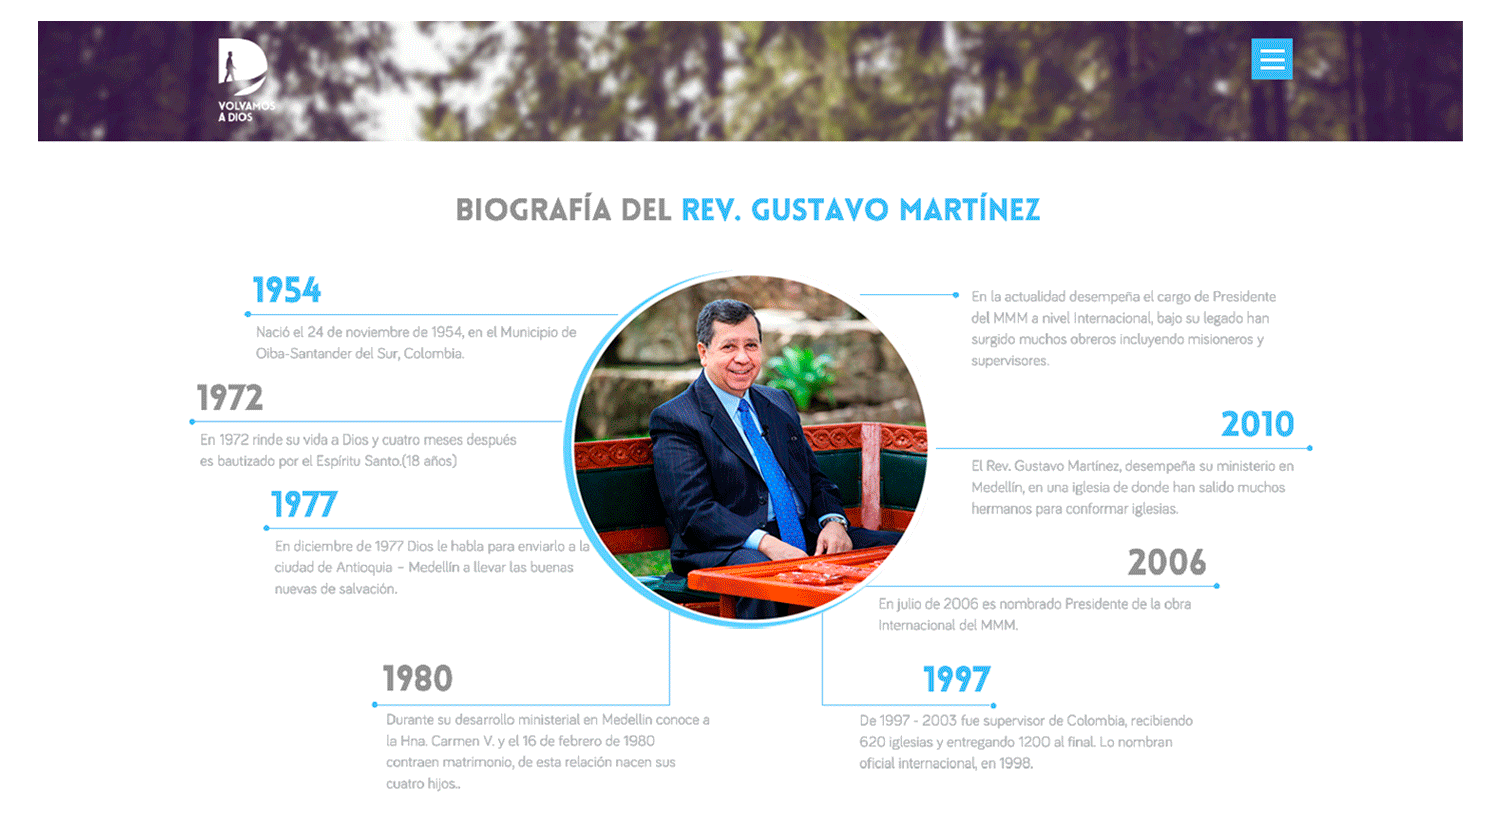 VOLVAMOS
A DIOS
BIOGRAFÍA DEL REV. GUSTAVO MARTÍNEZ
1954
Nació el 24 de noviembre de 1954, en el Municipio de
Oiba-Santander del Sur, Colombia.
1972
En 1972 rinde su vida a Dios y cuatro meses después
es bautizado por el Espíritu Santo.(18 años)
1977
En diciembre de 1977 Dios le habla para enviarlo a la
ciudad de Antioquia – Medellín a llevar las buenas
nuevas de salvación.
1980
Durante su desarrollo ministerial en Medellin conoce a
la Hna. Carmen V. y el 16 de febrero de 1980
contraen matrimonio, de esta relación nacen sus
cuatro hijos..
En la actualidad desempeña el cargo de Presidente
del MMM a nivel Internacional, bajo su legado han
surgido muchos obreros incluyendo misioneros y
supervisores.
2010
El Rev. Gustavo Martínez, desempeña su ministerio en
Medellín, en una iglesia de donde han salido muchos
hermanos para conformar iglesias.
2006
En julio de 2006 es nombrado Presidente de la obra
Internacional del MMM.
1997
De 1997 - 2003 fue supervisor de Colombia, recibiendo
620 iglesias y entregando 1200 al final. Lo nombran
oficial internacional, en 1998.